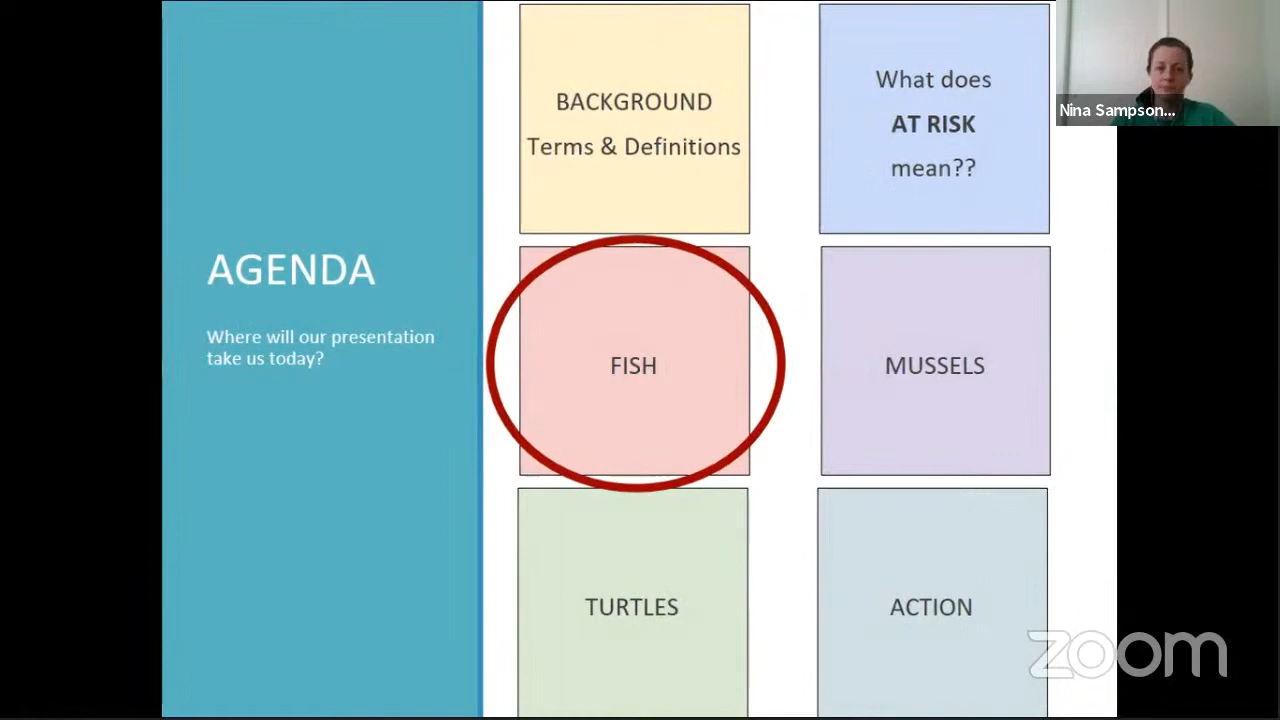 AGENDA
Where will our presentation
take us today?
BACKGROUND
Terms & Definitions
What does
AT RISK
mean??
FISH
MUSSELS
TURTLES
ACTION
Nina Sampson...
zoom